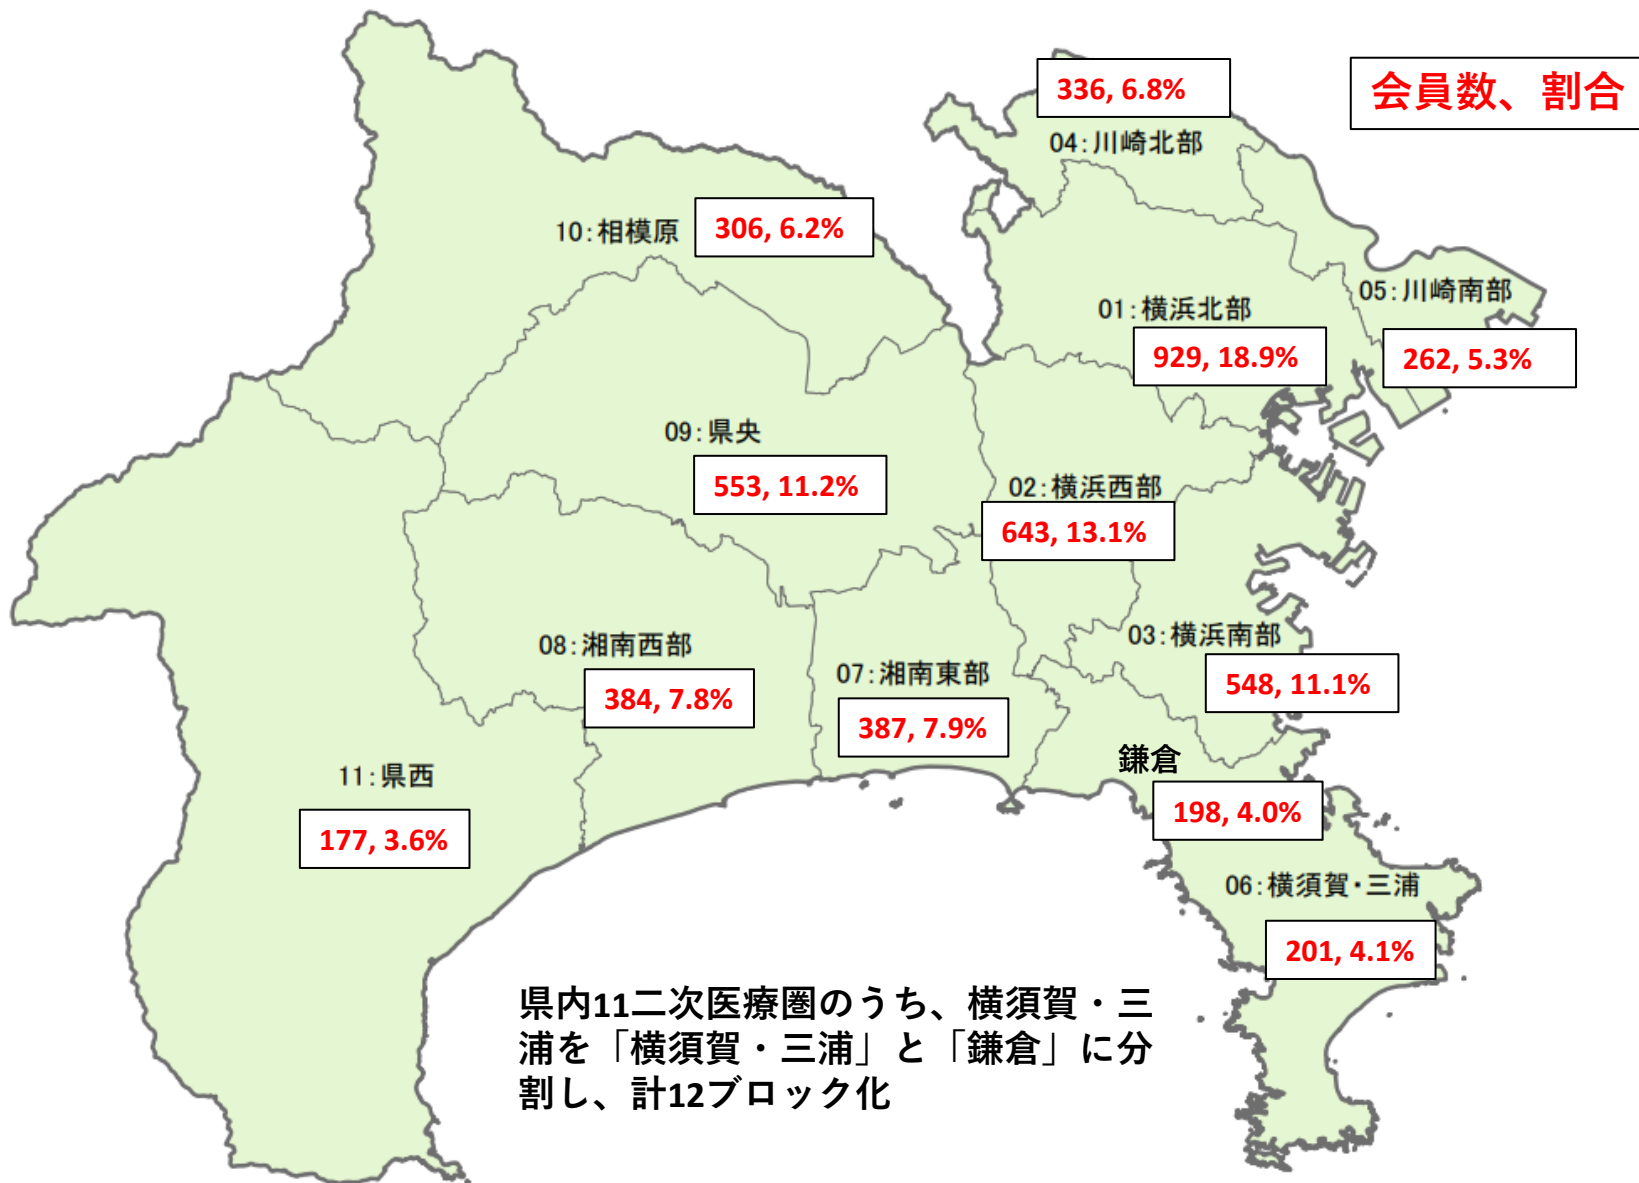 会員数、割合
336, 6.8%
04:川崎北部
10:相模原
306, 6.2%
05:川崎南部
262, 5.3%
01:横浜北部
929, 18.9%
09:県央
553, 11.2%
02:横浜西部
643, 13.1%
03:横浜南部
548, 11.1%
08:湘南西部
384, 7.8%
07:湘南東部
387, 7.9%
鎌倉
198, 4.0%
11:県西
177, 3.6%
06:横須賀・三浦
201, 4.1%
県内11二次医療圏のうち、横須賀・三
浦を「横須賀・三浦」と「鎌倉」に分
割し、計12ブロック化